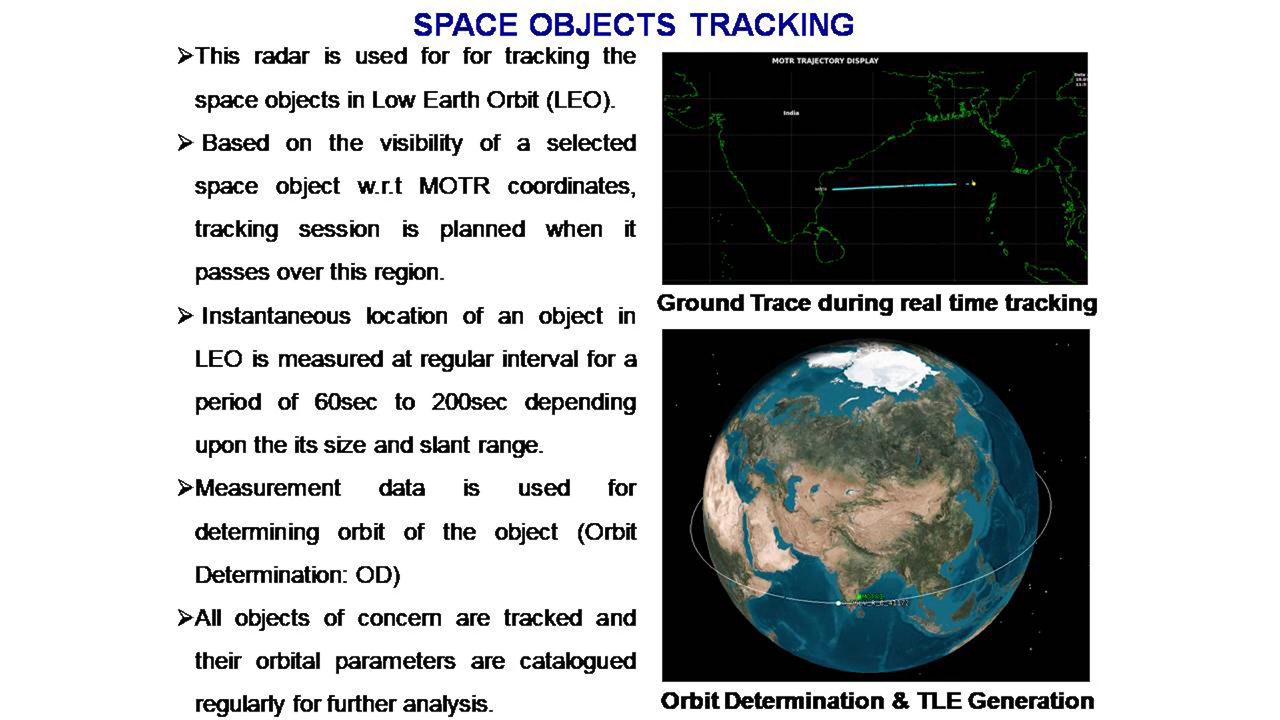 SPACE OBJECTS TRACKING
➢This radar is used for for tracking the
space objects in Low Earth Orbit (LEO).
➢ Based on the visibility of a selected
space object w.r.t MOTR coordinates,
tracking session is planned when it
passes over this region.
➢ Instantaneous location of an object in
LEO is measured at regular interval for a
period of 60sec to 200sec depending
upon the its size and slant range.
➢Measurement data is used for
determining orbit of the object (Orbit
Determination: OD)
➢All objects of concern are tracked and
their orbital parameters are catalogued
regularly for further analysis.
MOTR TRAJECTORY DISPLAY
India
Ground Trace during real time tracking
Orbit Determination & TLE Generation